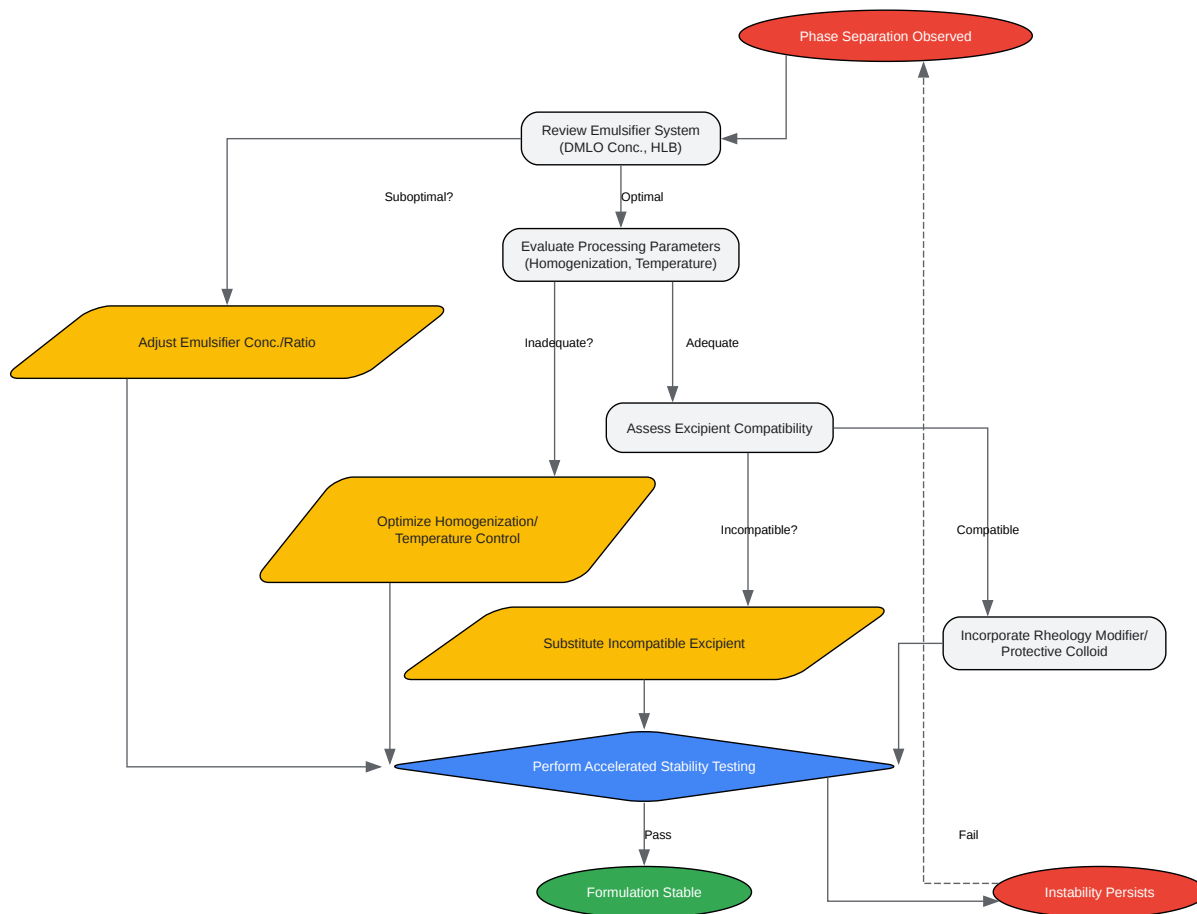 Phase Separation Observed
Review Emulsifier System
(DMLO Conc., HLB)
Suboptimal?
Optimal
Evaluate Processing Parameters
(Homogenization, Temperature)
Adjust Emulsifier Conc./Ratio
Inadequate?
Adequate
Assess Excipient Compatibility
Optimize Homogenization/
Temperature Control
Incompatible?
Compatible
Substitute Incompatible Excipient
Incorporate Rheology Modifier/
Protective Colloid
Perform Accelerated Stability Testing
Pass
Fail
Formulation Stable
Instability Persists